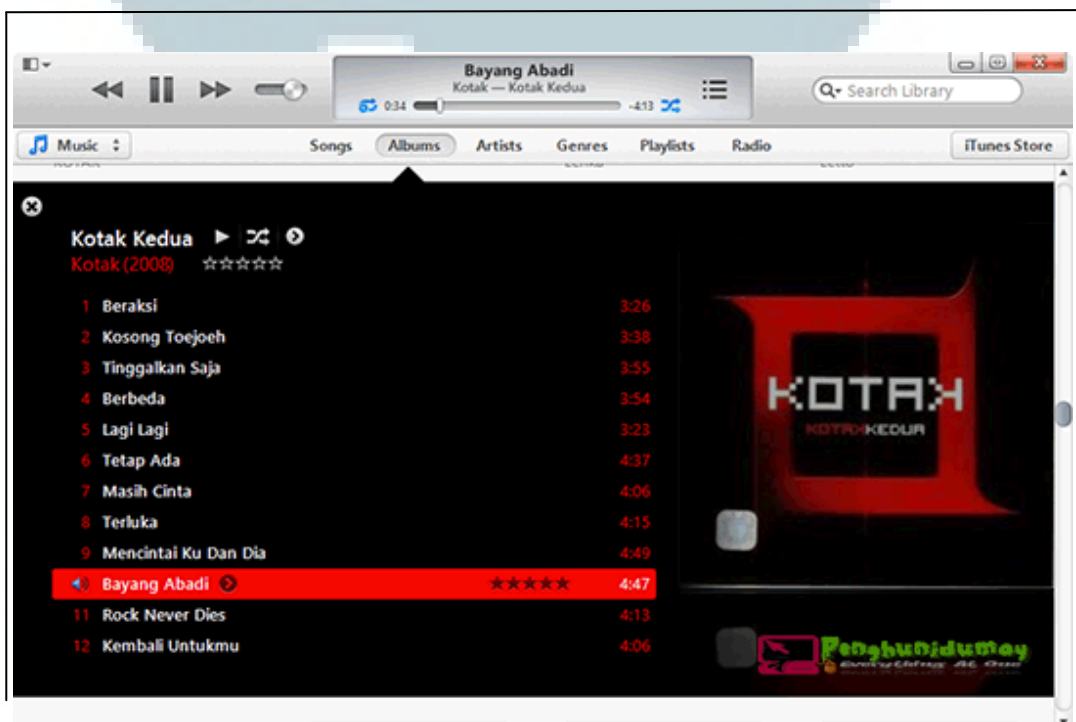 Bayang Abadi
Kotak — Kotak Kedua
0:34 -4:13
Search Library
Music Songs Albums Artists Genres Playlists Radio iTunes Store
Kotak Kedua
Kotak (2008)
1 Beraksi 3:26
2 Kosong Toejoeh 3:38
3 Tinggalkan Saja 3:55
4 Berbeda 3:54
5 Lagi Lagi 3:23
6 Tetap Ada 4:37
7 Masih Cinta 4:06
8 Terluka 4:15
9 Mencintai Ku Dan Dia 4:49
Bayang Abadi 4:47
11 Rock Never Dies 4:13
12 Kembali Untukmu 4:06
KOTAK
KOTAKKEDUA
Penghunidumay
Everything At One